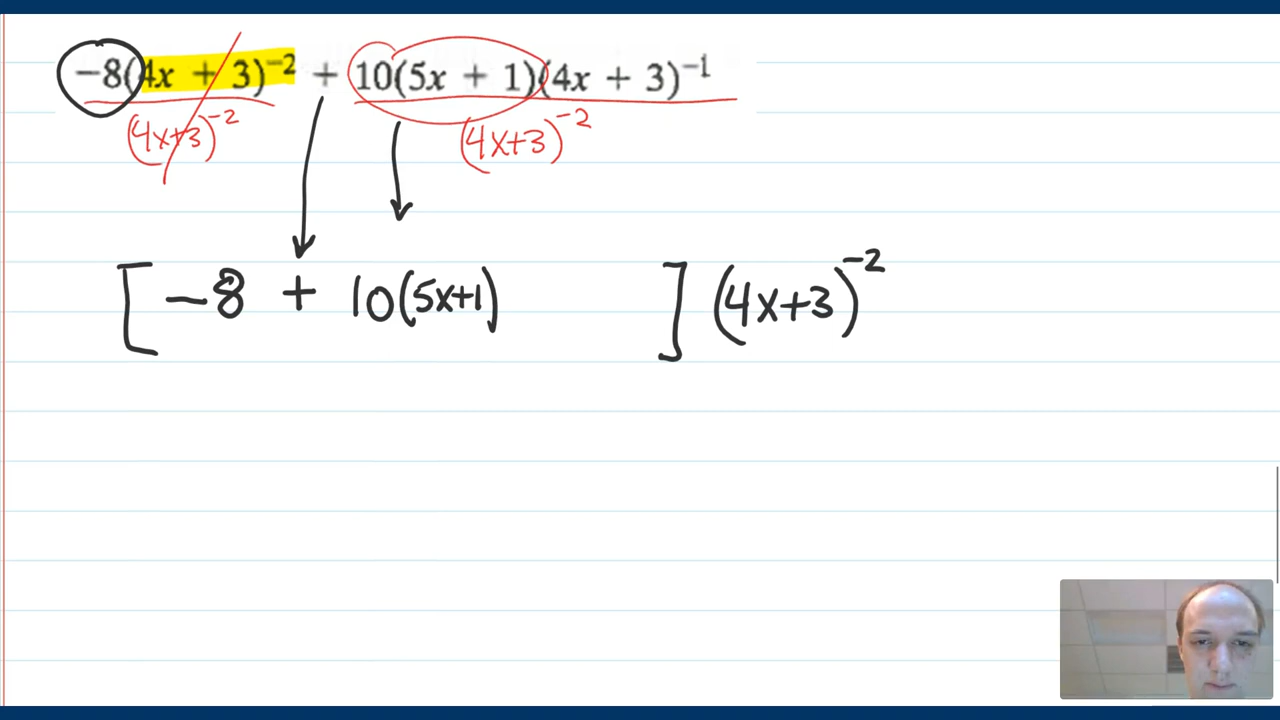 −8(4x + 3)⁻² + 10(5x + 1)(4x + 3)⁻¹
(4x+3)⁻² (4x+3)⁻²
[ −8 + 10(5x+1) ] (4x+3)⁻²